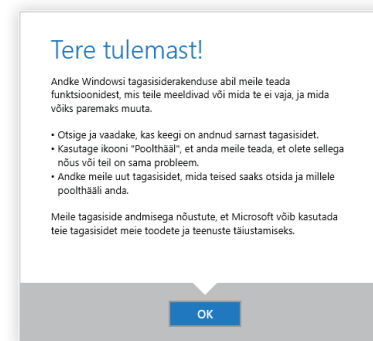 Tere tulemast!
Andke Windowsi tagasisiderakenduse abil meile teada
funktsioonidest, mis teile meeldivad või mida te ei vaja, ja mida
võiks paremaks muuta.
• Otsige ja vaadake, kas keegi on andnud sarnast tagasisidet.
• Kasutage ikooni "Poolthääl", et anda meile teada, et olete sellega
nõus või teil on sama probleem.
• Andke meile uut tagasisidet, mida teised saaks otsida ja millele
poolthääli anda.
Meile tagasiside andmisega nõustute, et Microsoft võib kasutada
teie tagasisidet meie toodete ja teenuste täiustamiseks.
OK